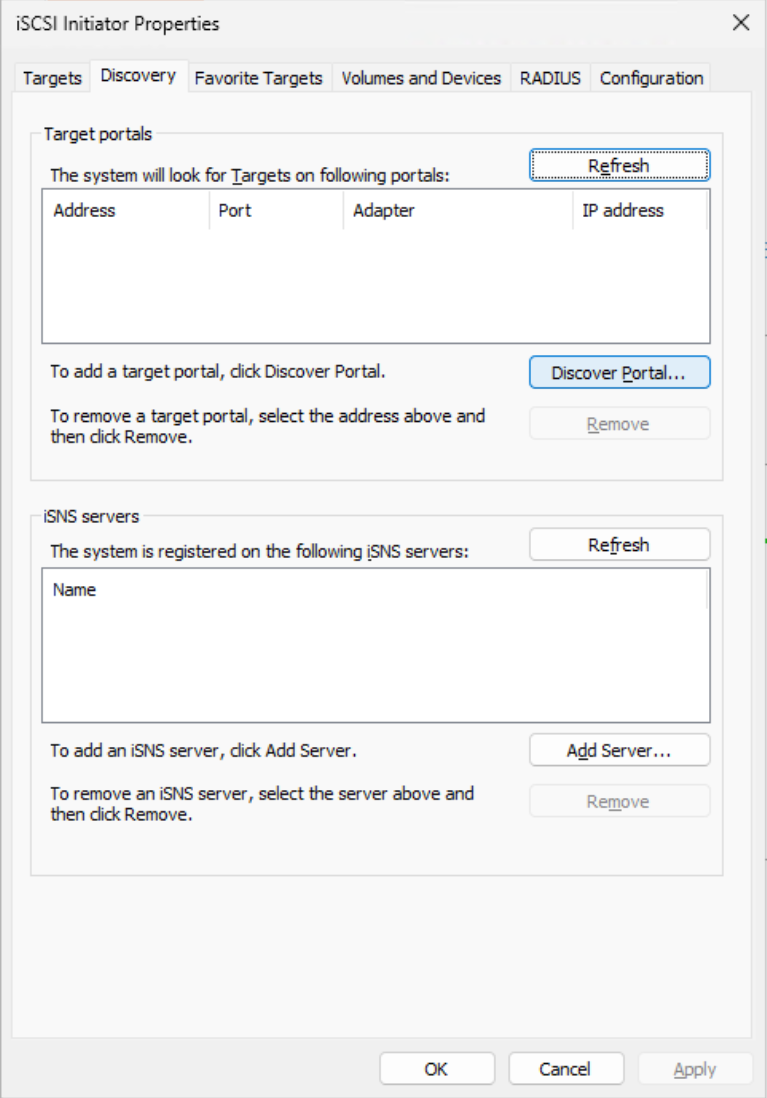 iSCSI Initiator Properties
Targets
Discovery
Favorite Targets
Volumes and Devices
RADIUS
Configuration
Target portals
The system will look for Targets on following portals:
Refresh
Address
Port
Adapter
IP address
To add a target portal, click Discover Portal.
Discover Portal...
To remove a target portal, select the address above and
then click Remove.
Remove
iSNS servers
The system is registered on the following iSNS servers:
Refresh
Name
To add an iSNS server, click Add Server.
Add Server...
To remove an iSNS server, select the server above and
then click Remove.
Remove
OK
Cancel
Apply